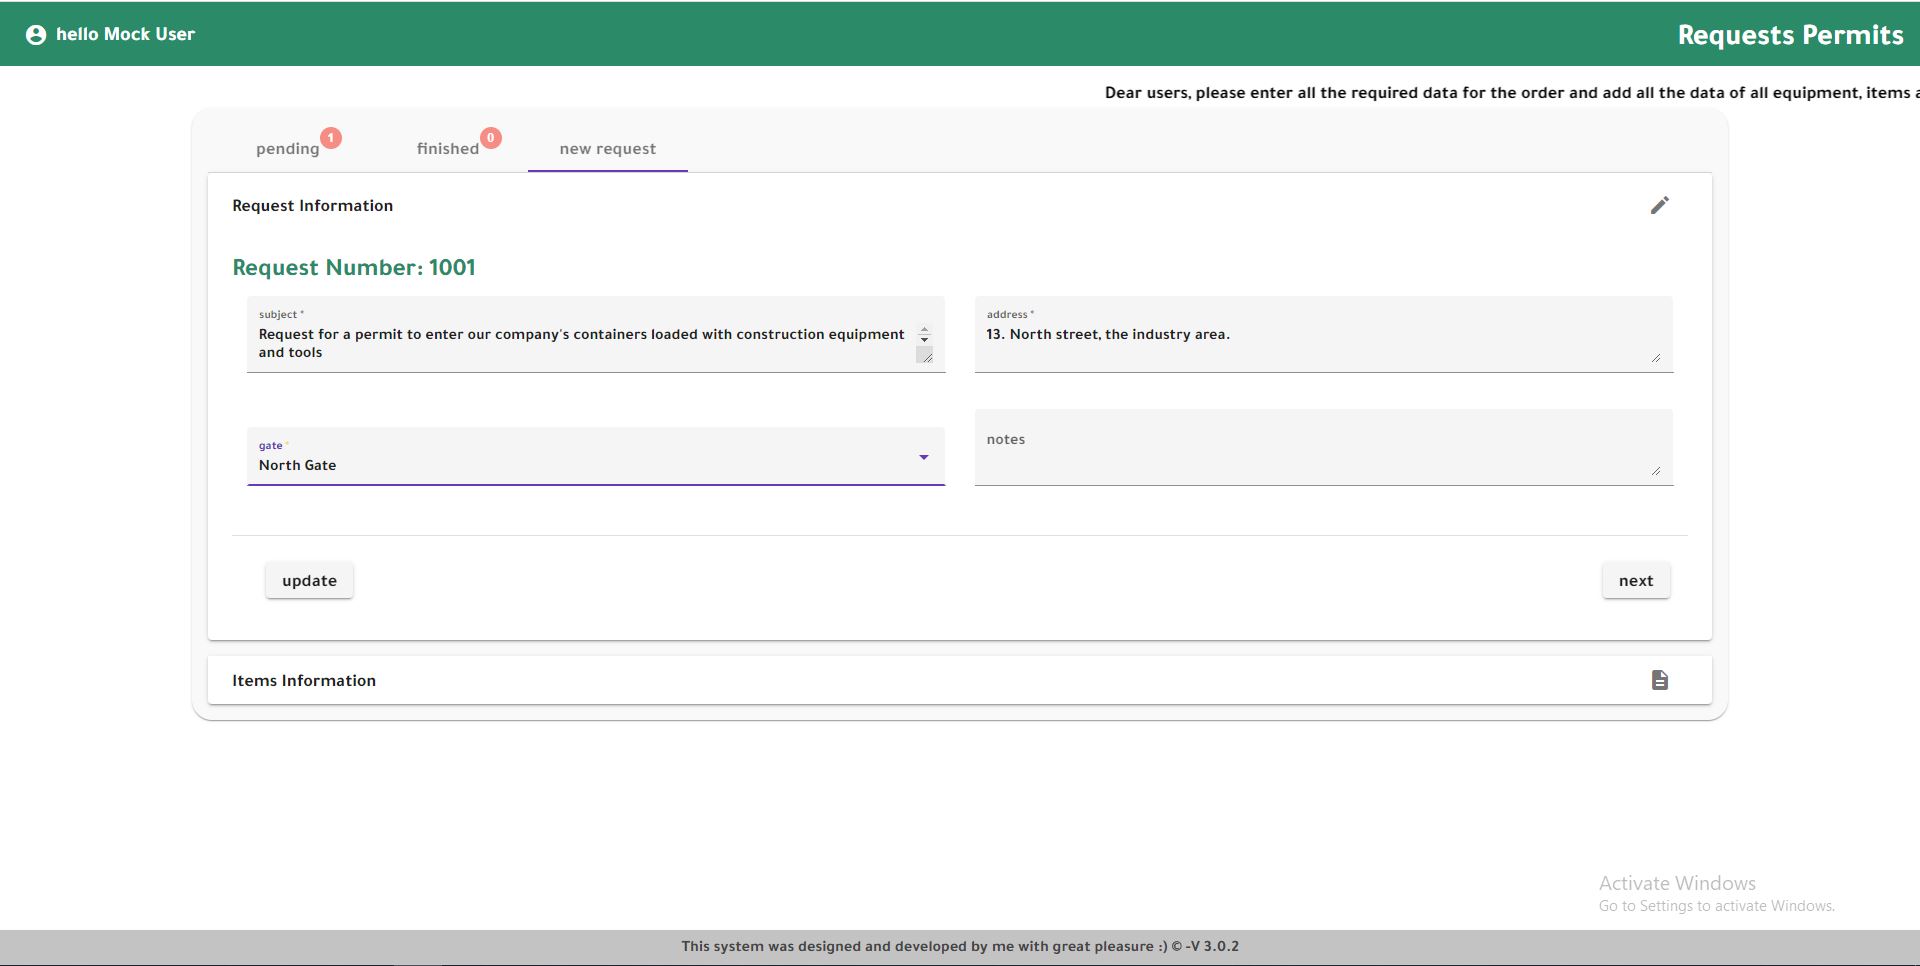 hello Mock User
Requests Permits
Dear users, please enter all the required data for the order and add all the data of all equipment, items a
pending
1
finished
0
new request
Request Information
Request Number: 1001
subject *
Request for a permit to enter our company's containers loaded with construction equipment
and tools
address *
13. North street, the industry area.
gate *
North Gate
notes
update
next
Items Information
Activate Windows
Go to Settings to activate Windows.
This system was designed and developed by me with great pleasure :) © -V 3.0.2